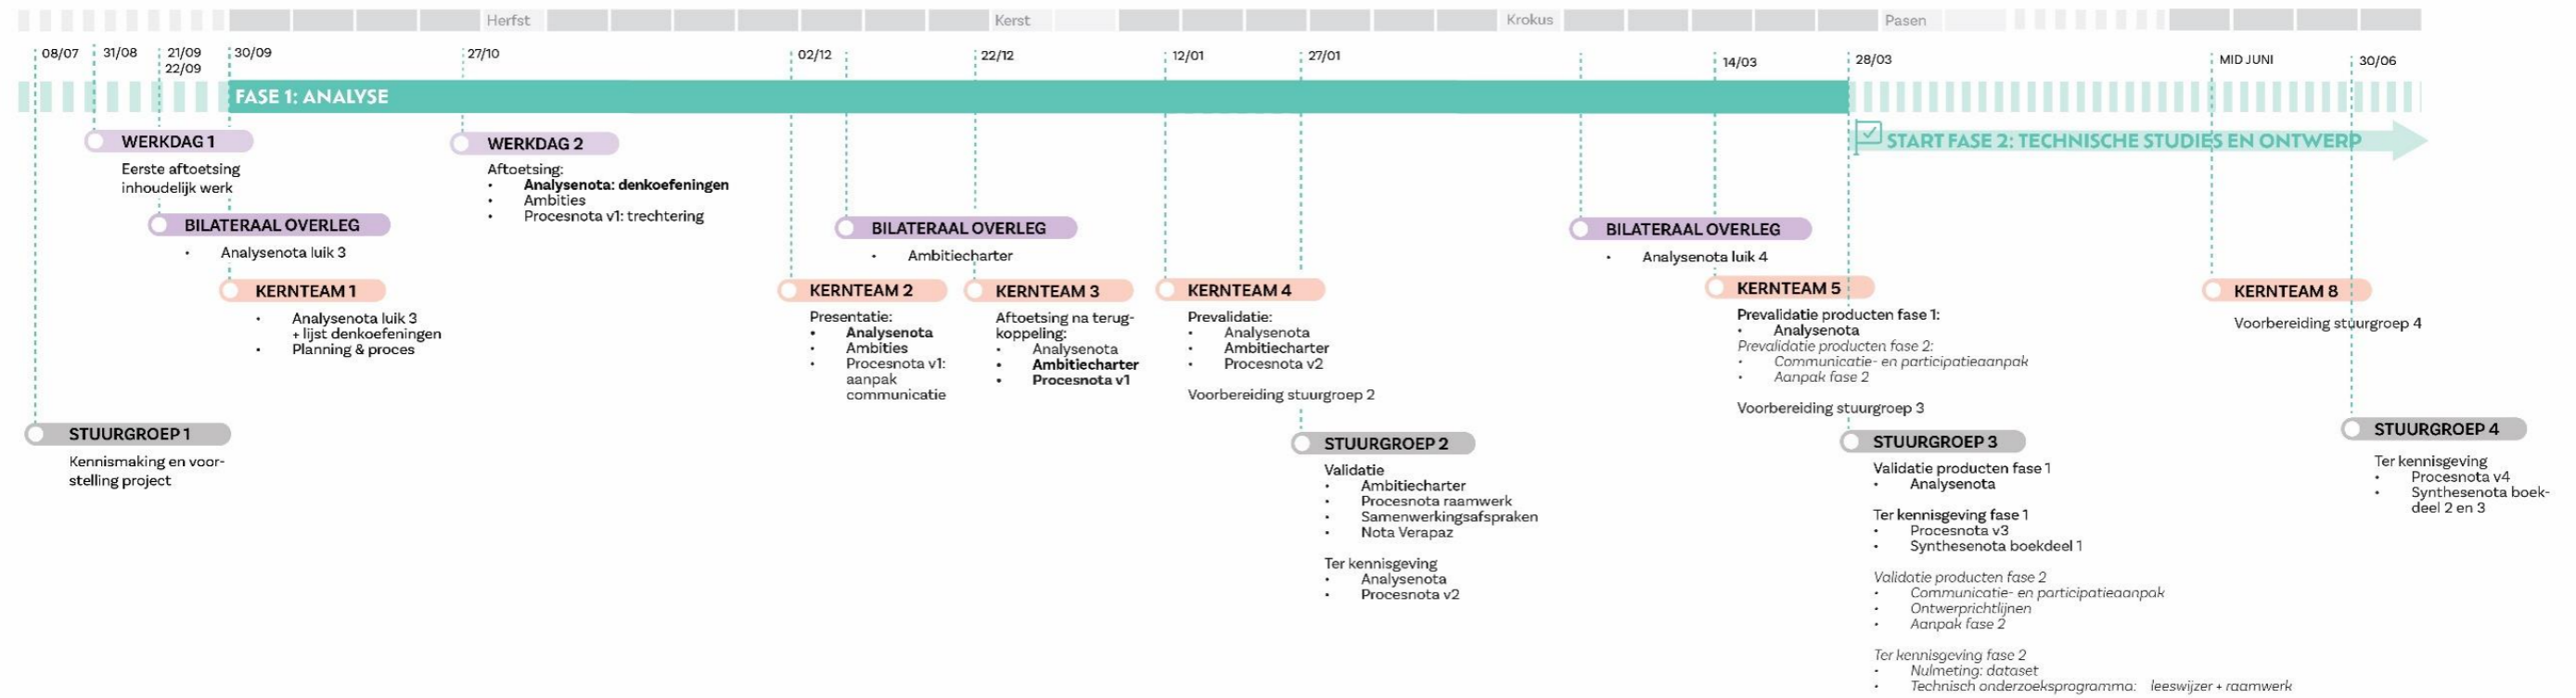 Herfst
Kerst
Krokus
Pasen
08/07
31/08
21/09
22/09
30/09
27/10
02/12
22/12
12/01
27/01
14/03
28/03
MID JUNI
30/06
FASE 1: ANALYSE
START FASE 2: TECHNISCHE STUDIES EN ONTWERP
WERKDAG 1
Eerste aftoetsing
inhoudelijk werk
BILATERAAL OVERLEG
• Analysenota luik 3
KERNTEAM 1
• Analysenota luik 3
+ lijst denkoefeningen
• Planning & proces
STUURGROEP 1
Kennismaking en voor-
stelling project
WERKDAG 2
Aftoetsing:
• Analysenota: denkoefeningen
• Ambities
• Procesnota v1: trechtering
BILATERAAL OVERLEG
• Ambitiecharter
KERNTEAM 2
Presentatie:
• Analysenota
• Ambities
• Procesnota v1:
aanpak
communicatie
KERNTEAM 3
Aftoetsing na terug-
koppeling:
• Analysenota
• Ambitiecharter
• Procesnota v1
KERNTEAM 4
Prevalidatie:
• Analysenota
• Ambitiecharter
• Procesnota v2
Voorbereiding stuurgroep 2
STUURGROEP 2
Validatie
• Ambitiecharter
• Procesnota raamwerk
• Samenwerkingsafspraken
• Nota Verapaz
Ter kennisgeving
• Analysenota
• Procesnota v2
BILATERAAL OVERLEG
• Analysenota luik 4
KERNTEAM 5
Prevalidatie producten fase 1:
• Analysenota
Prevalidatie producten fase 2:
• Communicatie- en participatieaanpak
• Aanpak fase 2
Voorbereiding stuurgroep 3
STUURGROEP 3
Validatie producten fase 1
• Analysenota
Ter kennisgeving fase 1
• Procesnota v3
• Synthesenota boekdeel 1
Validatie producten fase 2
• Communicatie- en participatieaanpak
• Ontwerprichtlijnen
• Aanpak fase 2
Ter kennisgeving fase 2
• Nulmeting: dataset
• Technisch onderzoeksprogramma: leeswijzer + raamwerk
KERNTEAM 8
Voorbereiding stuurgroep 4
STUURGROEP 4
Ter kennisgeving
• Procesnota v4
• Synthesenota boek-
deel 2 en 3